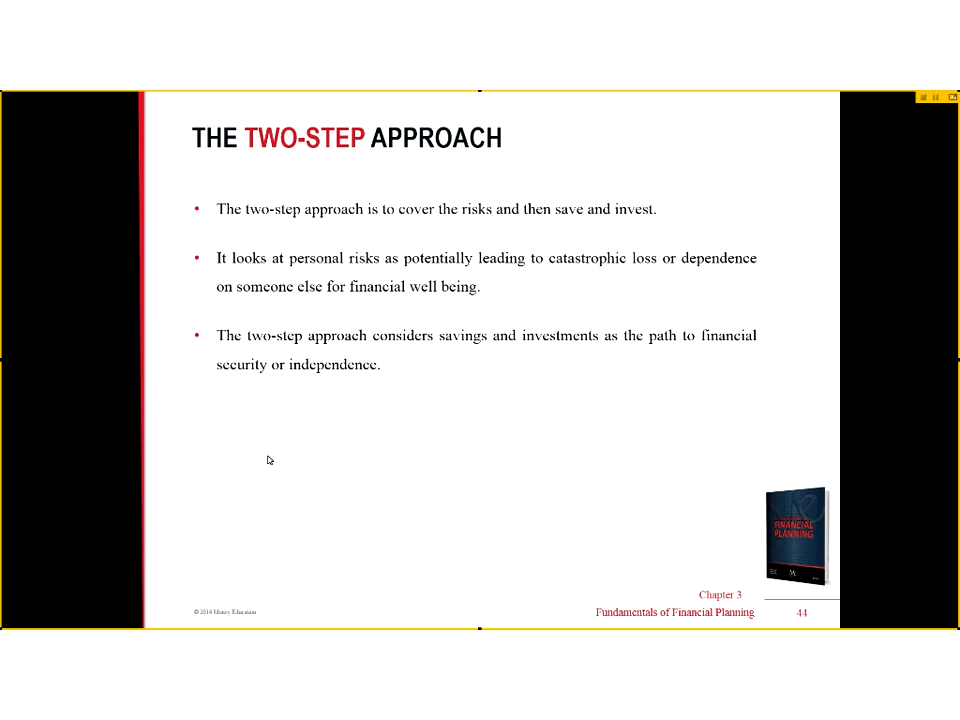 THE TWO-STEP APPROACH
• The two-step approach is to cover the risks and then save and invest.
• It looks at personal risks as potentially leading to catastrophic loss or dependence
on someone else for financial well being.
• The two-step approach considers savings and investments as the path to financial
security or independence.
FINANCIAL
PLANNING
Chapter 3
© 2014 Money Education
Fundamentals of Financial Planning
44